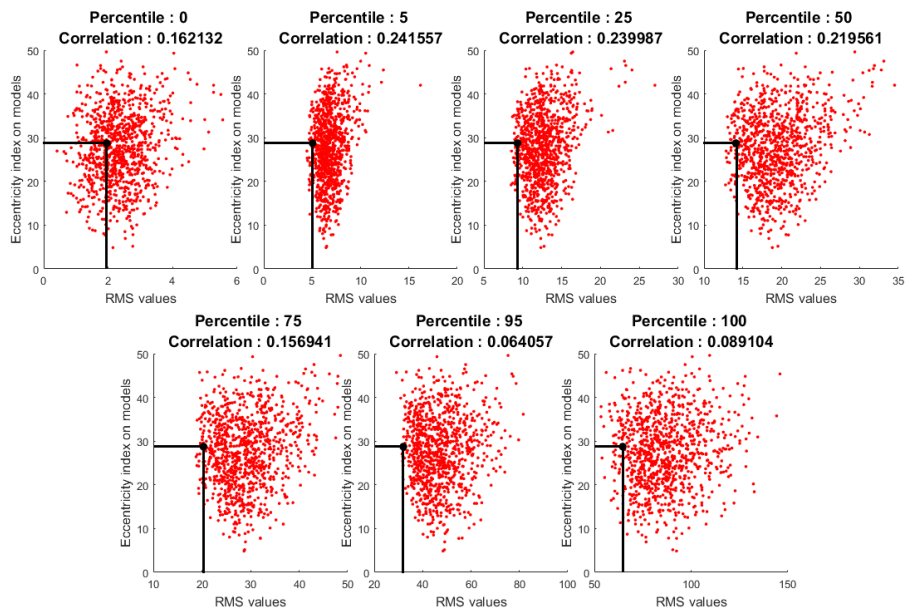 Percentile : 0
Correlation : 0.162132
Eccentricity index on models
50
40
30
20
10
0
0 2 4 6
RMS values
Percentile : 5
Correlation : 0.241557
Eccentricity index on models
50
40
30
20
10
0
0 5 10 15 20
RMS values
Percentile : 25
Correlation : 0.239987
Eccentricity index on models
50
40
30
20
10
0
5 10 15 20 25 30
RMS values
Percentile : 50
Correlation : 0.219561
Eccentricity index on models
50
40
30
20
10
0
10 15 20 25 30 35
RMS values
Percentile : 75
Correlation : 0.156941
Eccentricity index on models
50
40
30
20
10
0
10 20 30 40 50
RMS values
Percentile : 95
Correlation : 0.064057
Eccentricity index on models
50
40
30
20
10
0
20 40 60 80 100
RMS values
Percentile : 100
Correlation : 0.089104
Eccentricity index on models
50
40
30
20
10
0
50 100 150
RMS values